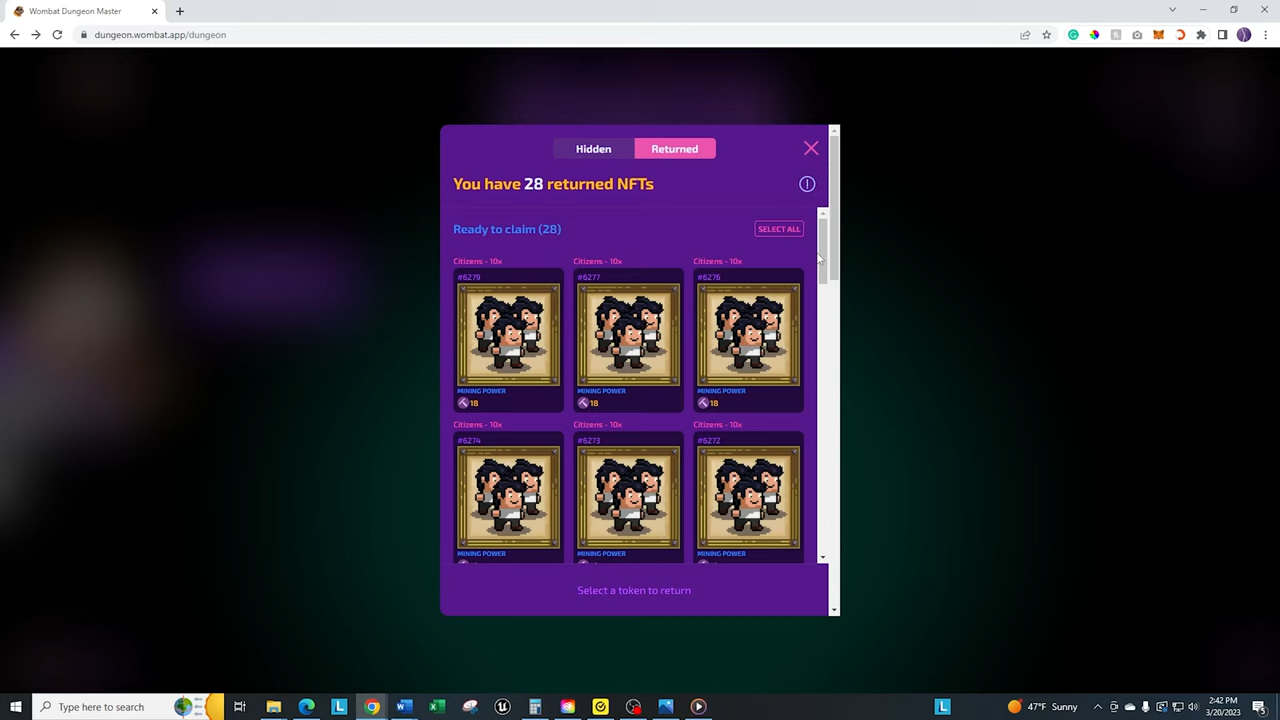 Wombat Dungeon Master
dungeon.wombat.app/dungeon
Hidden
Returned
You have 28 returned NFTs
Ready to claim (28)
SELECT ALL
Citizens - 10x
Citizens - 10x
Citizens - 10x
#6279
#6277
#6276
MINING POWER
MINING POWER
MINING POWER
18
18
18
Citizens - 10x
Citizens - 10x
Citizens - 10x
#6274
#6273
#6272
MINING POWER
MINING POWER
MINING POWER
Select a token to return
Type here to search
47°F Sunny
2:42 PM
3/20/2023